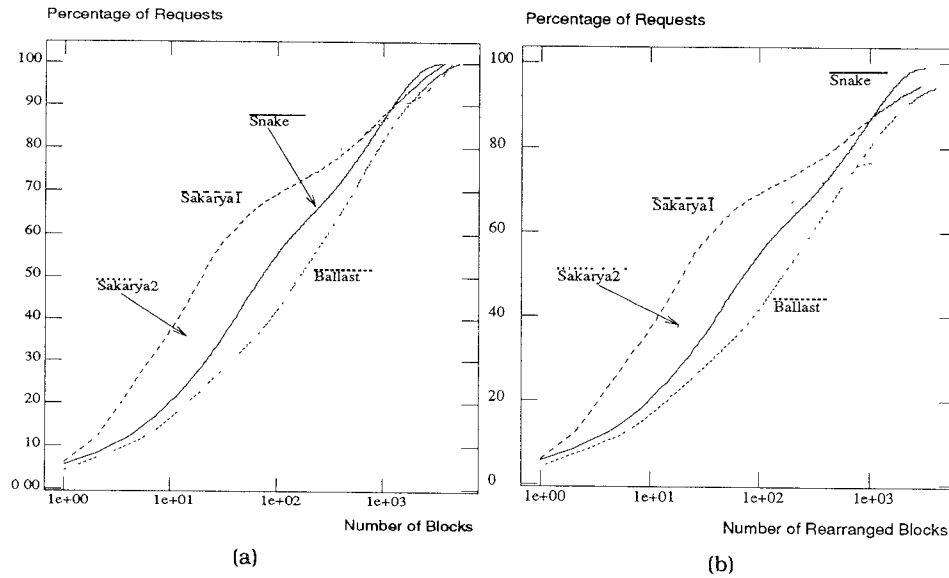 Percentage of Requests
100
90
80
70
60
50
40
30
20
10
0 00
Snake
Sakarya1
Sakarya2
Ballast
1e+00
1e+01
1e+02
1e+03
Number of Blocks
(a)
Percentage of Requests
100
80
60
40
20
0
Snake
Sakarya1
Sakarya2
Ballast
1e+00
1e+01
1e+02
1e+03
Number of Rearranged Blocks
(b)